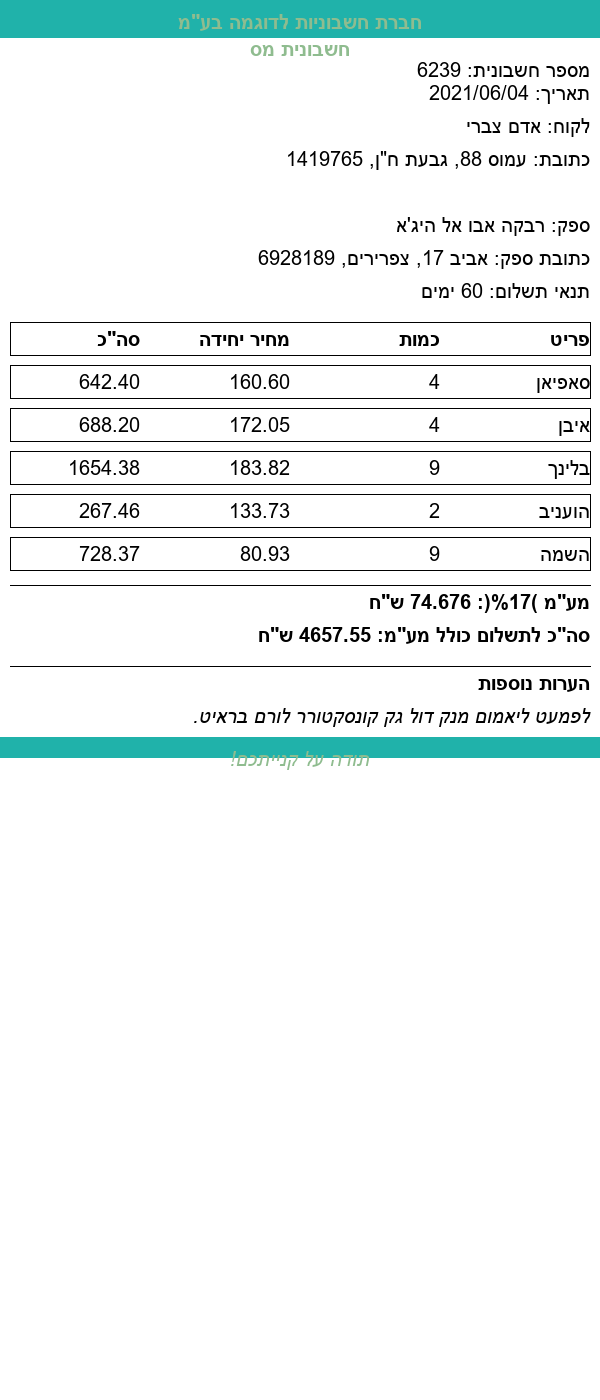 חברת חשבוניות לדוגמה בע"מ
חשבונית מס
מספר חשבונית: 6239
תאריך: 2021/06/04
לקוח: אדם צברי
כתובת: עמוס 88, גבעת ח"ן, 1419765
ספק: רבקה אבו אל היג'א
כתובת ספק: אביב 17, צפרירים, 6928189
תנאי תשלום: 60 ימים
פריט כמות מחיר יחידה סה"כ
סאפיאן 4 160.60 642.40
איבן 4 172.05 688.20
בלינך 9 183.82 1654.38
הועניב 2 133.73 267.46
השמה 9 80.93 728.37
מע"מ )17%(: 74.676 ש"ח
סה"כ לתשלום כולל מע"מ: 4657.55 ש"ח
הערות נוספות
לפמעט ליאמום מנק דול גק קונסקטורר לורם בראיט.
תודה על קנייתכם!